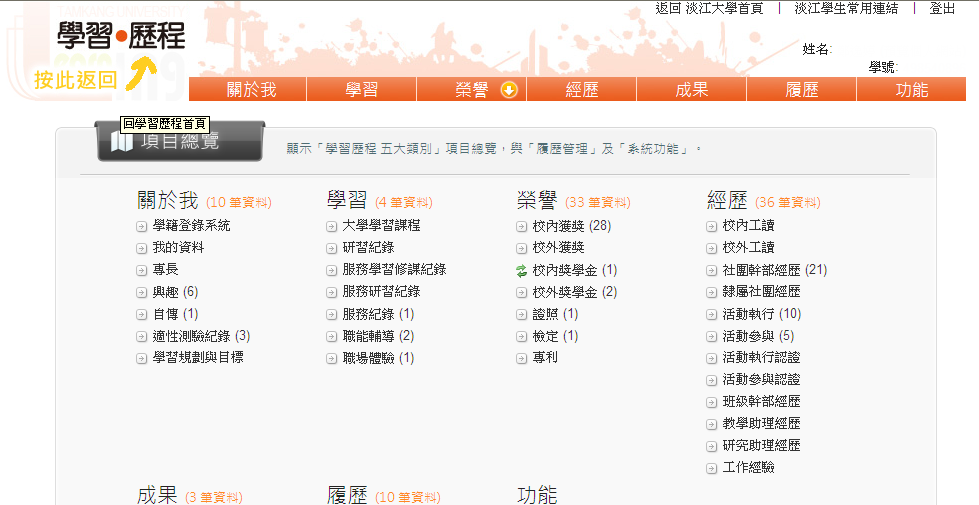 返回 淡江大學首頁 | 淡江學生常用連結 | 登出
TAMKANG UNIVERSITY
學習•歷程
姓名:
按此返回
學號:
關於我 學習 榮譽 經歷 成果 履歷 功能
回學習歷程首頁
項目總覽
顯示「學習歷程 五大類別」項目總覽，與「履歷管理」及「系統功能」。
關於我 (10 筆資料)
學籍登錄系統
我的資料
專長
興趣 (6)
自傳 (1)
適性測驗紀錄 (3)
學習規劃與目標
學習 (4 筆資料)
大學學習課程
研習紀錄
服務學習修課紀錄
服務研習紀錄
服務紀錄 (1)
職能輔導 (2)
職場體驗 (1)
榮譽 (33 筆資料)
校內獲獎 (28)
校外獲獎
校內獎學金 (1)
校外獎學金 (2)
證照 (1)
檢定 (1)
專利
經歷 (36 筆資料)
校內工讀
校外工讀
社團幹部經歷 (21)
隸屬社團經歷
活動執行 (10)
活動參與 (5)
活動執行認證
活動參與認證
班級幹部經歷
教學助理經歷
研究助理經歷
工作經驗
成果 (3 筆資料)
履歷 (10 筆資料)
功能